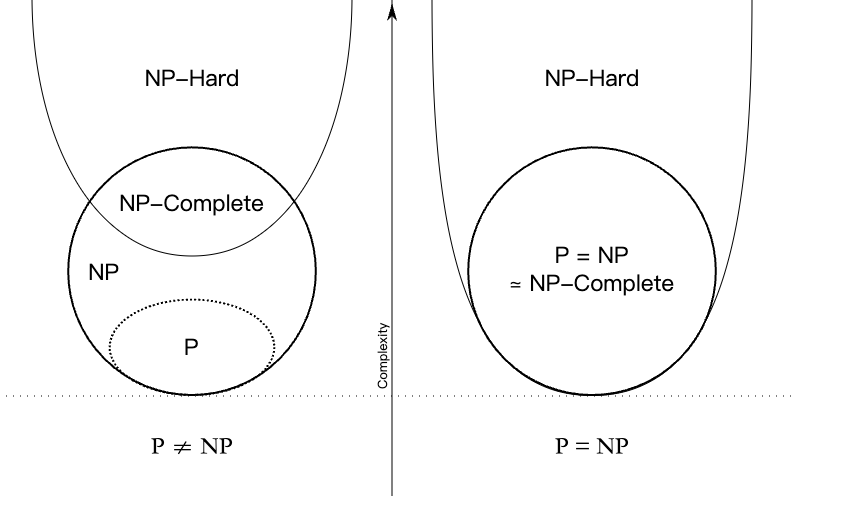 NP–Hard
NP–Complete
NP
P
P ≠ NP
Complexity
NP–Hard
P = NP
≃ NP–Complete
P = NP